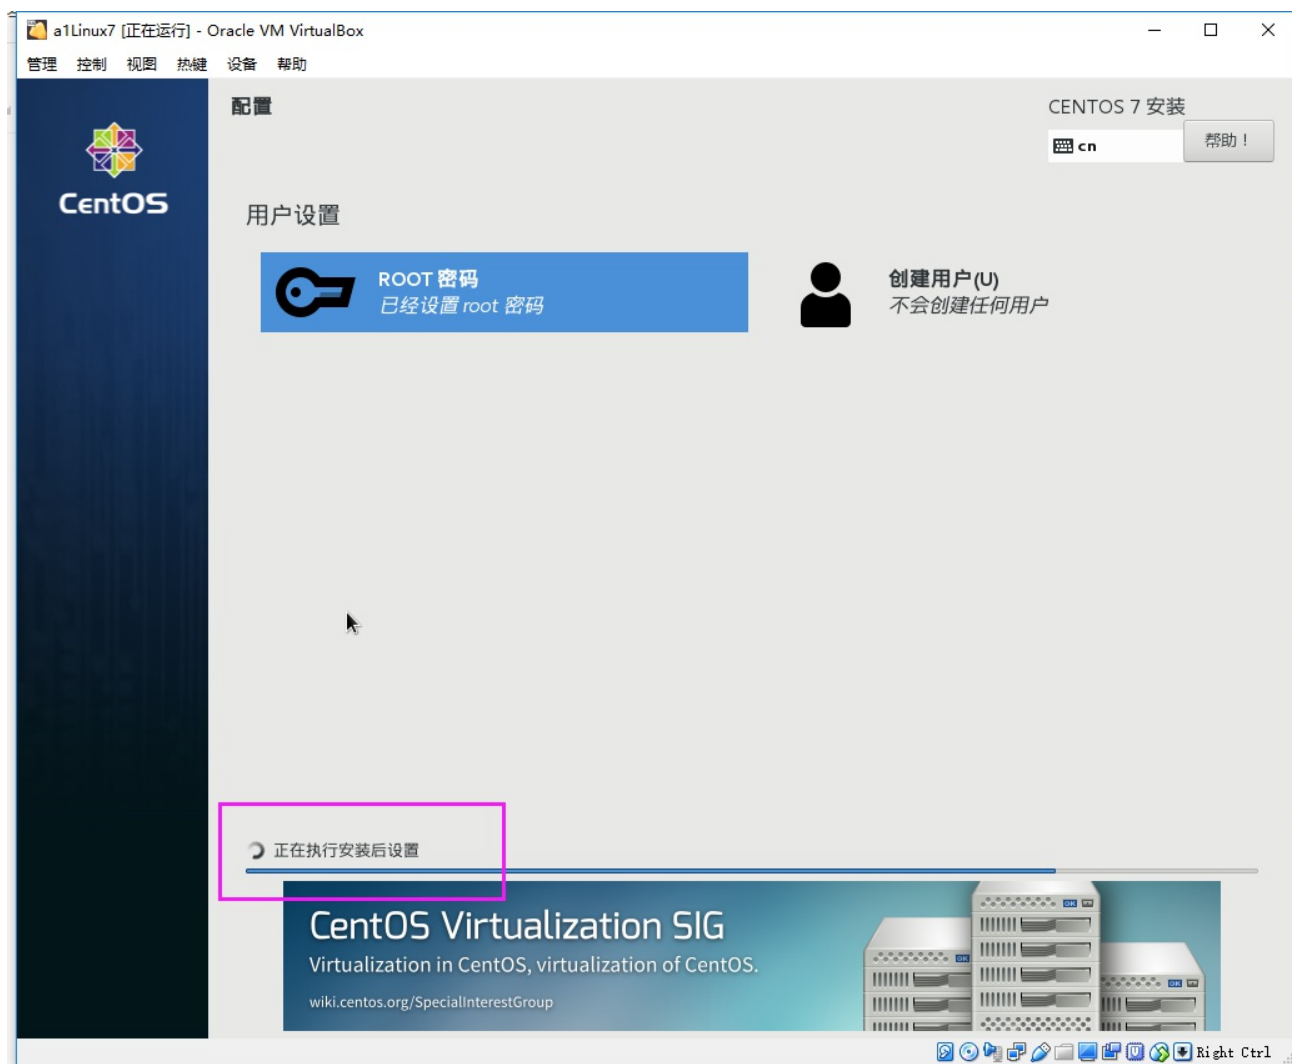 a1Linux7 [正在运行] - Oracle VM VirtualBox
管理 控制 视图 热键 设备 帮助
CentOS
配置
CENTOS 7 安装
cn
帮助！
用户设置
ROOT 密码
已经设置 root 密码
创建用户(U)
不会创建任何用户
正在执行安装后设置
CentOS Virtualization SIG
Virtualization in CentOS, virtualization of CentOS.
wiki.centos.org/SpecialInterestGroup
OK
OK
OK
Right Ctrl